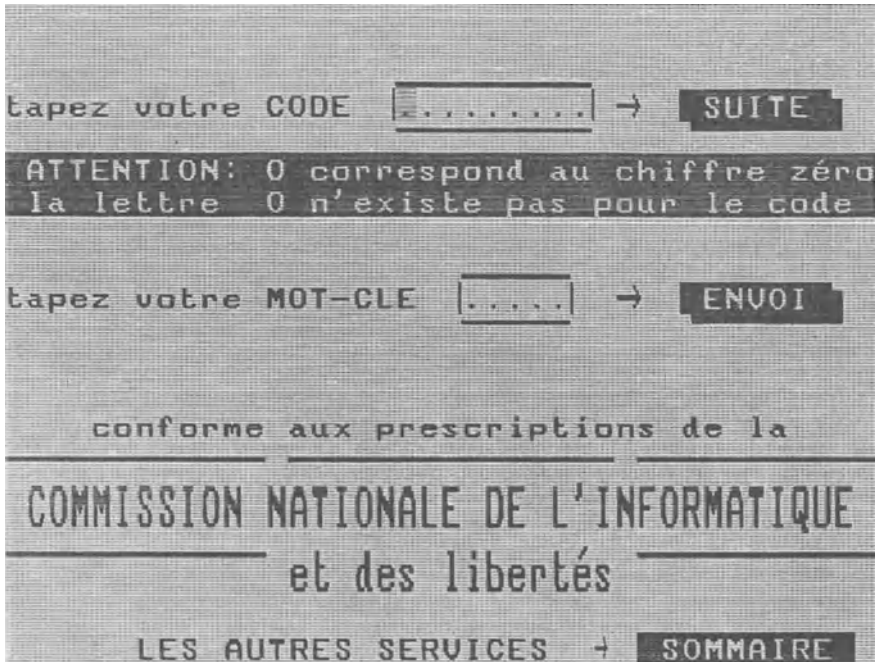 tapez votre CODE |.........| → SUITE
ATTENTION: O correspond au chiffre zéro
la lettre O n'existe pas pour le code
tapez votre MOT-CLE |.....| → ENVOI
conforme aux prescriptions de la
COMMISSION NATIONALE DE L'INFORMATIQUE
et des libertés
LES AUTRES SERVICES → SOMMAIRE